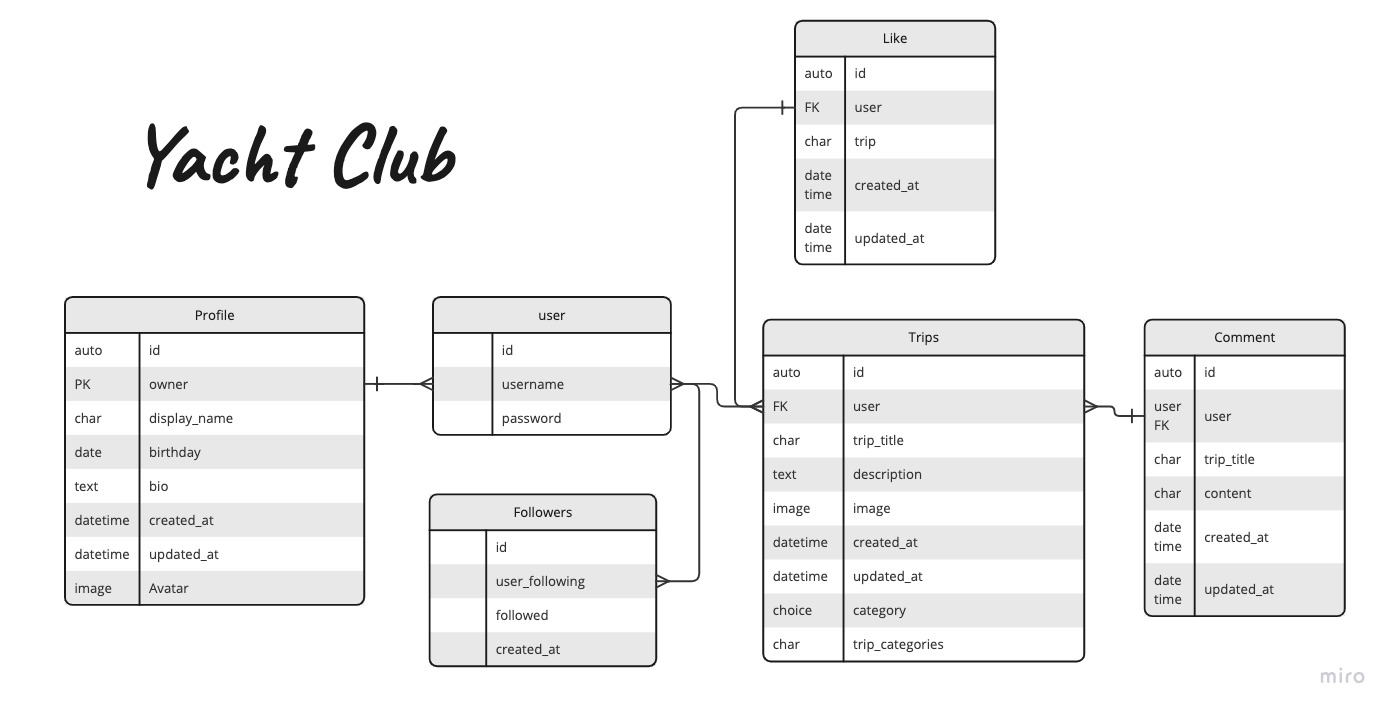 Yacht Club
Like
auto id
FK user
char trip
date
time
created_at
date
time
updated_at
Profile
auto id
PK owner
char display_name
date birthday
text bio
datetime created_at
datetime updated_at
image Avatar
user
id
username
password
Followers
id
user_following
followed
created_at
Trips
auto id
FK user
char trip_title
text description
image image
datetime created_at
datetime updated_at
choice category
char trip_categories
Comment
auto id
user
FK
user
char trip_title
char content
date
time
created_at
date
time
updated_at
miro